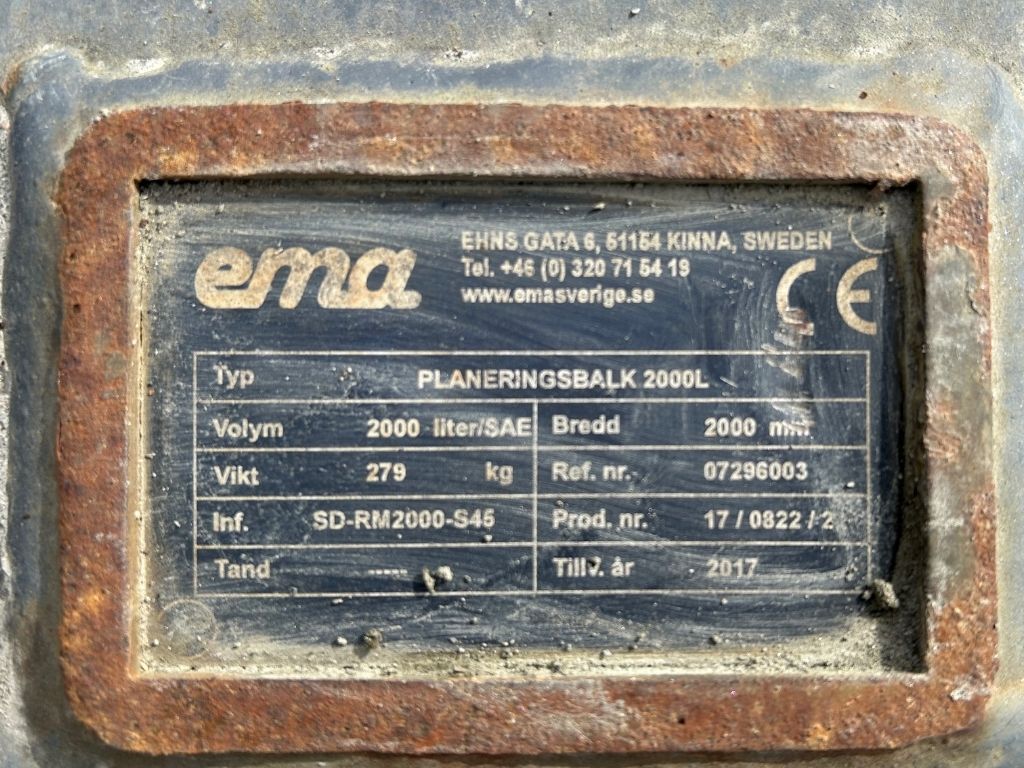 ema
EHNS GATA 6, 51154 KINNA, SWEDEN
Tel. +46 (0) 320 71 54 19
www.emasverige.se
CE
Typ PLANERINGSBALK 2000L
Volym 2000 liter/SAE Bredd 2000 mm
Vikt 279 kg Ref. nr. 07296003
Inf. SD-RM2000-S45 Prod. nr. 17 / 0822 / 2
Tand ----- Tillv. år 2017